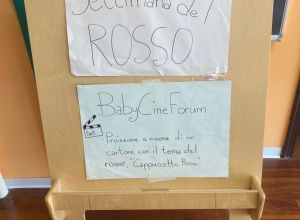 Settimana del
ROSSO
BabyCineForum
Proiezione e visione di un
cartone con il tema del
rosso, "Cappuccetto Rosso"